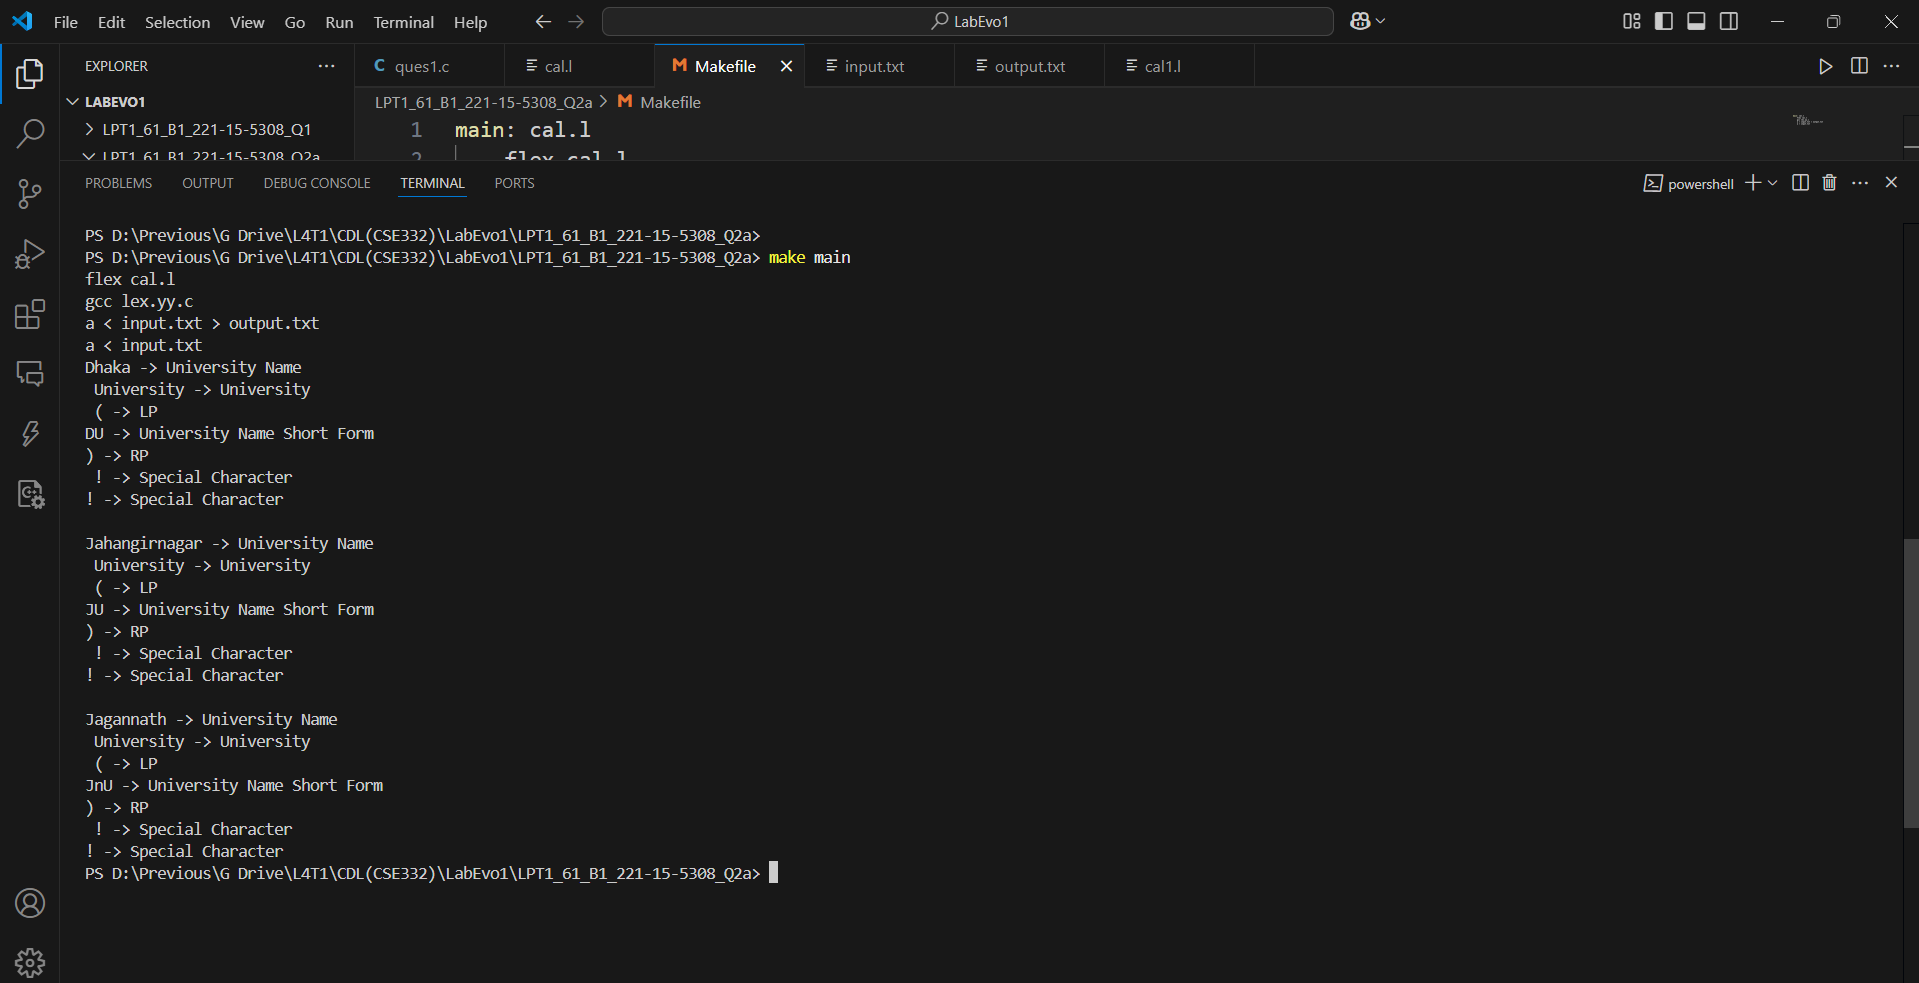 File Edit Selection View Go Run Terminal Help
LabEvo1
EXPLORER
LABEVO1
LPT1_61_B1_221-15-5308_Q1
LPT1_61_B1_221-15-5308_Q2a
ques1.c cal.l Makefile input.txt output.txt cal1.l
LPT1_61_B1_221-15-5308_Q2a > Makefile
1 main: cal.l
2 flex cal.l
PROBLEMS OUTPUT DEBUG CONSOLE TERMINAL PORTS
powershell
PS D:\Previous\G Drive\L4T1\CDL(CSE332)\LabEvo1\LPT1_61_B1_221-15-5308_Q2a>
PS D:\Previous\G Drive\L4T1\CDL(CSE332)\LabEvo1\LPT1_61_B1_221-15-5308_Q2a> make main
flex cal.l
gcc lex.yy.c
a < input.txt > output.txt
a < input.txt
Dhaka -> University Name
 University -> University
 ( -> LP
DU -> University Name Short Form
) -> RP
 ! -> Special Character
! -> Special Character
Jahangirnagar -> University Name
 University -> University
 ( -> LP
JU -> University Name Short Form
) -> RP
 ! -> Special Character
! -> Special Character
Jagannath -> University Name
 University -> University
 ( -> LP
JnU -> University Name Short Form
) -> RP
 ! -> Special Character
! -> Special Character
PS D:\Previous\G Drive\L4T1\CDL(CSE332)\LabEvo1\LPT1_61_B1_221-15-5308_Q2a>